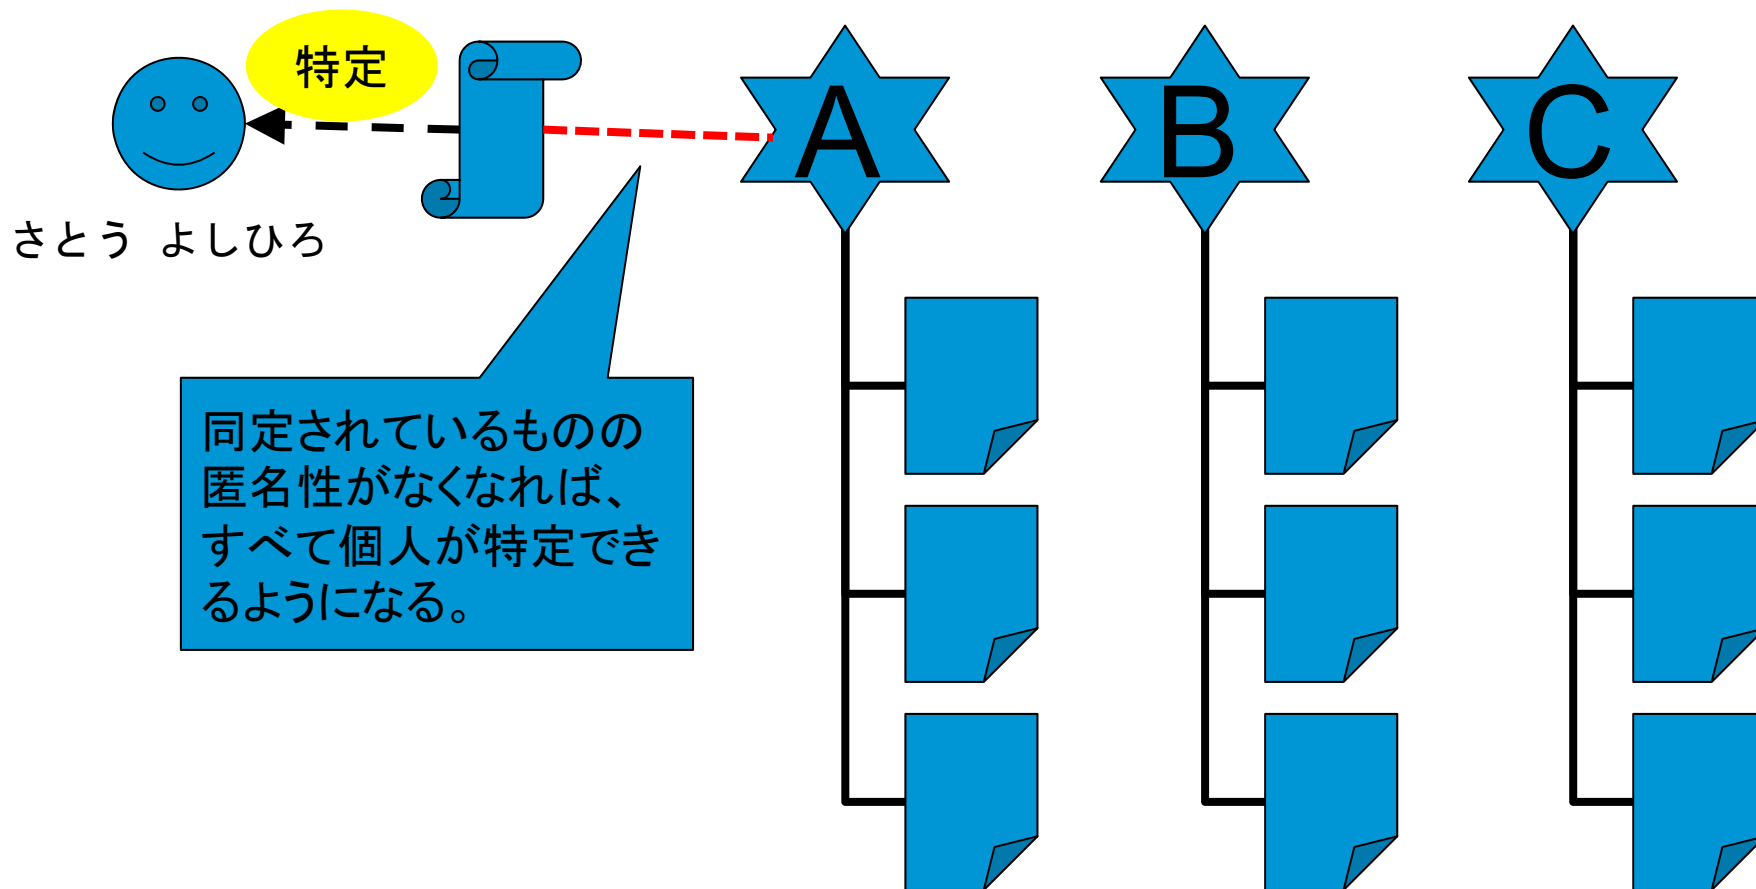 特定
A
B
C
さとう よしひろ
同定されているものの
匿名性がなくなれば、
すべて個人が特定でき
るようになる。